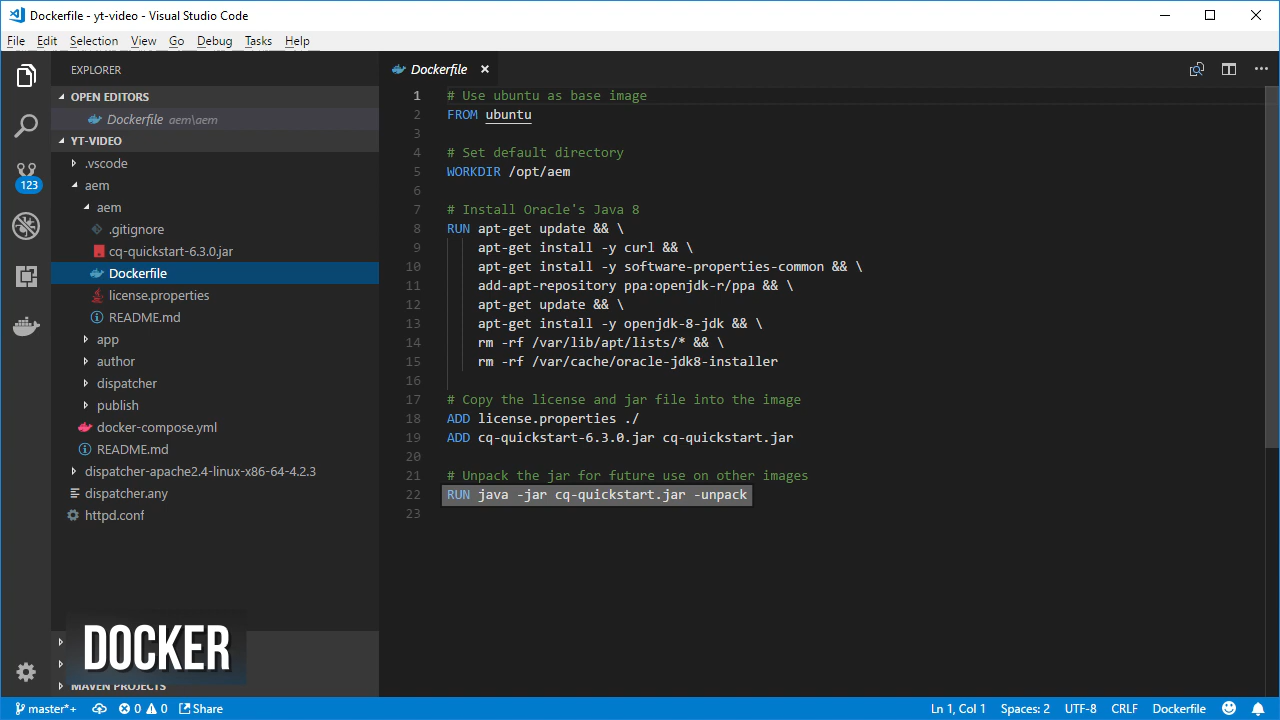 Dockerfile - yt-video - Visual Studio Code
File Edit Selection View Go Debug Tasks Help
EXPLORER
OPEN EDITORS
Dockerfile aem\aem
YT-VIDEO
.vscode
aem
aem
.gitignore
cq-quickstart-6.3.0.jar
Dockerfile
license.properties
README.md
app
author
dispatcher
publish
docker-compose.yml
README.md
dispatcher-apache2.4-linux-x86-64-4.2.3
dispatcher.any
httpd.conf
MAVEN PROJECTS
123
DOCKER
Dockerfile
1 # Use ubuntu as base image
2 FROM ubuntu
3
4 # Set default directory
5 WORKDIR /opt/aem
6
7 # Install Oracle's Java 8
8 RUN apt-get update && \
9 apt-get install -y curl && \
10 apt-get install -y software-properties-common && \
11 add-apt-repository ppa:openjdk-r/ppa && \
12 apt-get update && \
13 apt-get install -y openjdk-8-jdk && \
14 rm -rf /var/lib/apt/lists/* && \
15 rm -rf /var/cache/oracle-jdk8-installer
16
17 # Copy the license and jar file into the image
18 ADD license.properties ./
19 ADD cq-quickstart-6.3.0.jar cq-quickstart.jar
20
21 # Unpack the jar for future use on other images
22 RUN java -jar cq-quickstart.jar -unpack
23
master*+ 0 0 Share Ln 1, Col 1 Spaces: 2 UTF-8 CRLF Dockerfile